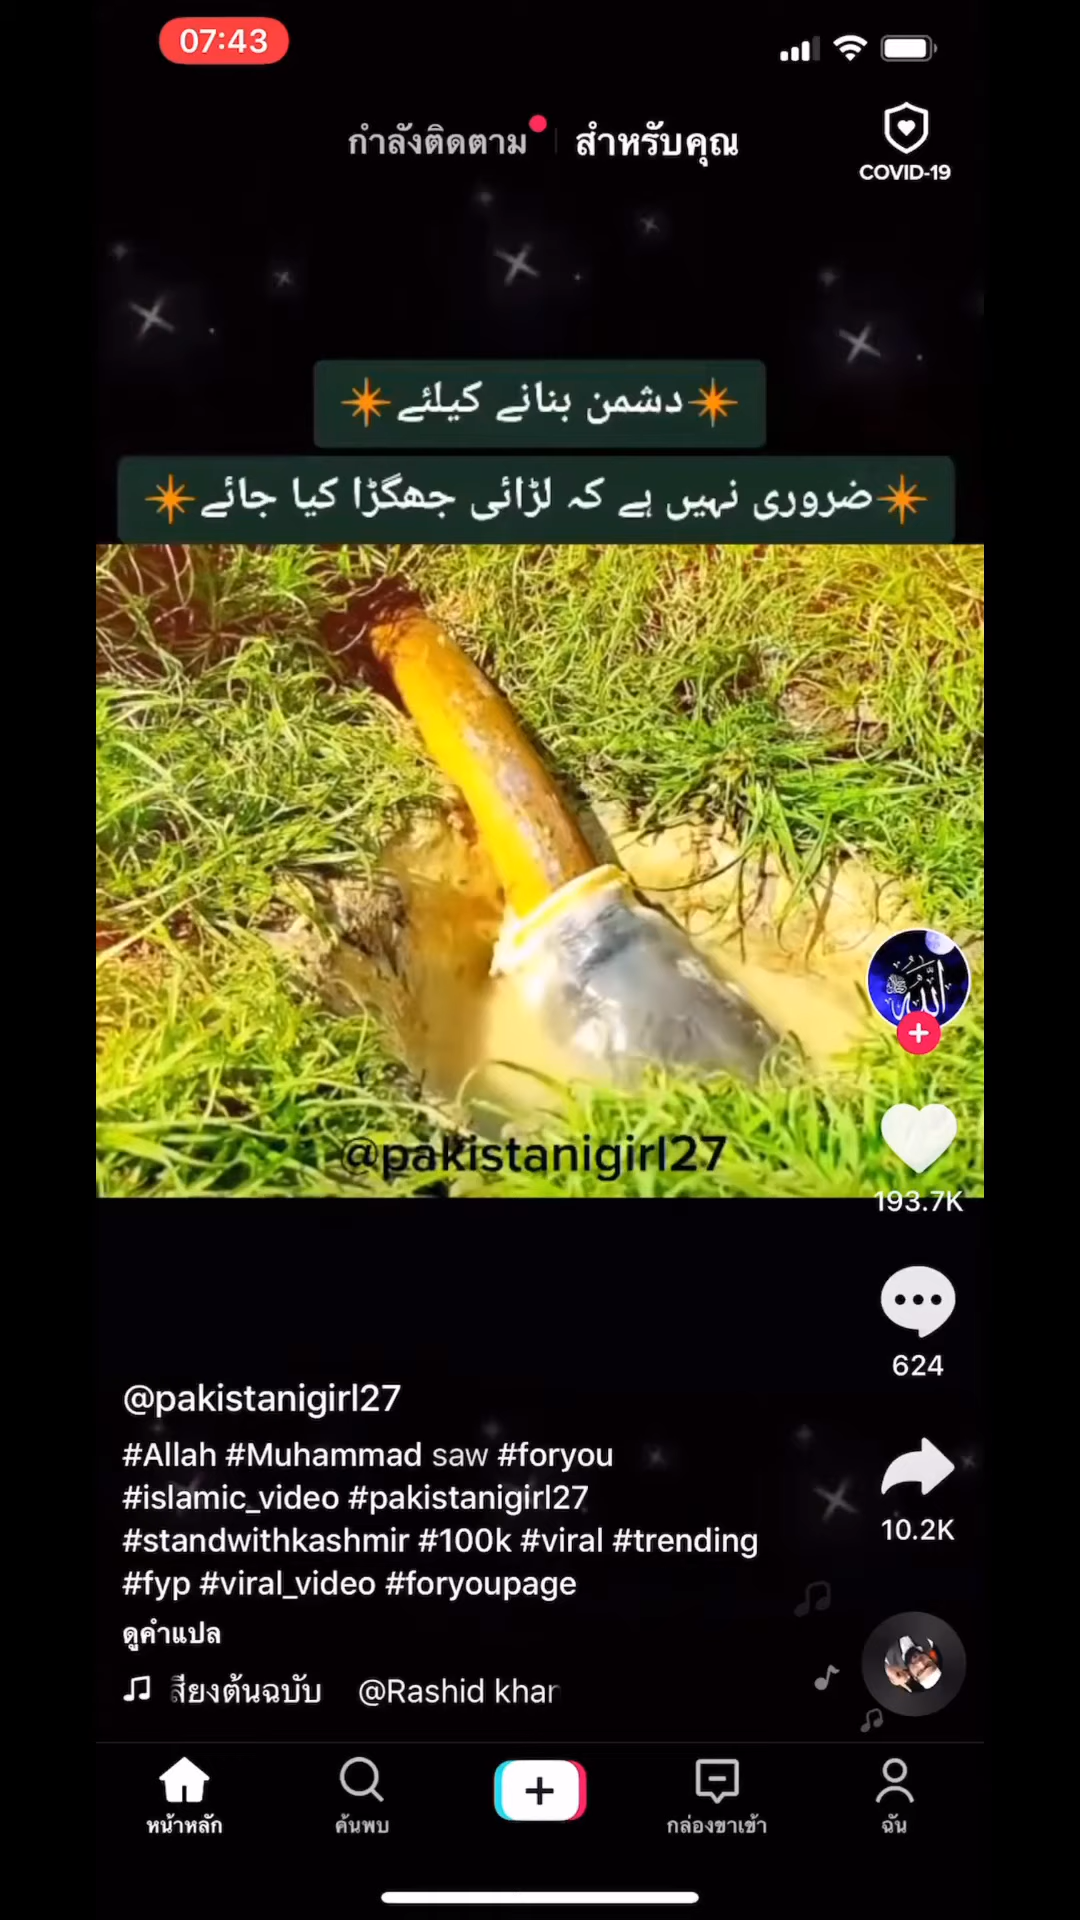 07:43
กำลังติดตาม สำหรับคุณ
COVID-19
دشمن بنانے کیلئے
ضروری نہیں ہے کہ لڑائی جھگڑا کیا جائے
@pakistanigirl27
193.7K
624
10.2K
@pakistanigirl27
#Allah #Muhammad saw #foryou
#islamic_video #pakistanigirl27
#standwithkashmir #100k #viral #trending
#fyp #viral_video #foryoupage
ดูคำแปล
สียงต้นฉบับ @Rashid khan
หน้าหลัก ค้นพบ กล่องขาเข้า ฉัน